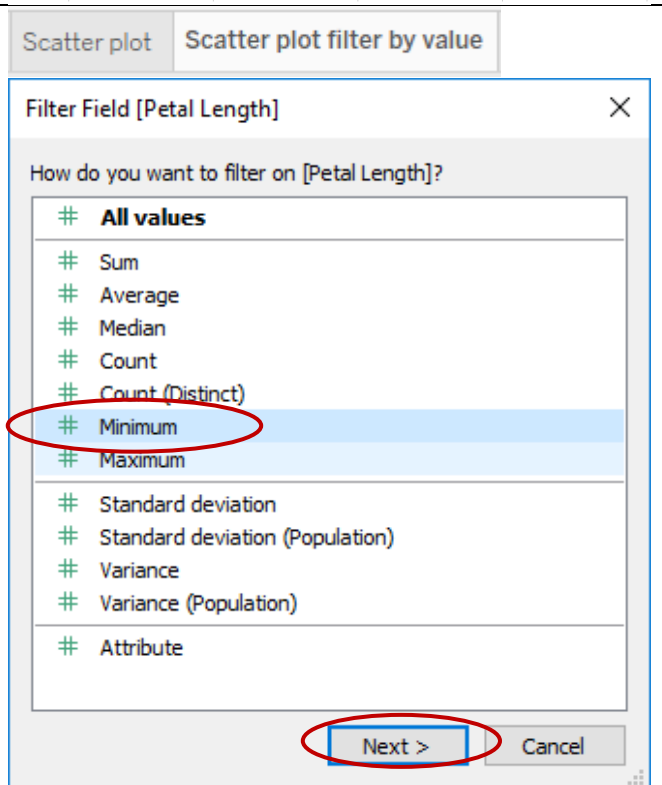 Scatter plot Scatter plot filter by value
Filter Field [Petal Length]
How do you want to filter on [Petal Length]?
# All values
# Sum
# Average
# Median
# Count
# Count (Distinct)
# Minimum
# Maximum
# Standard deviation
# Standard deviation (Population)
# Variance
# Variance (Population)
# Attribute
Next > Cancel